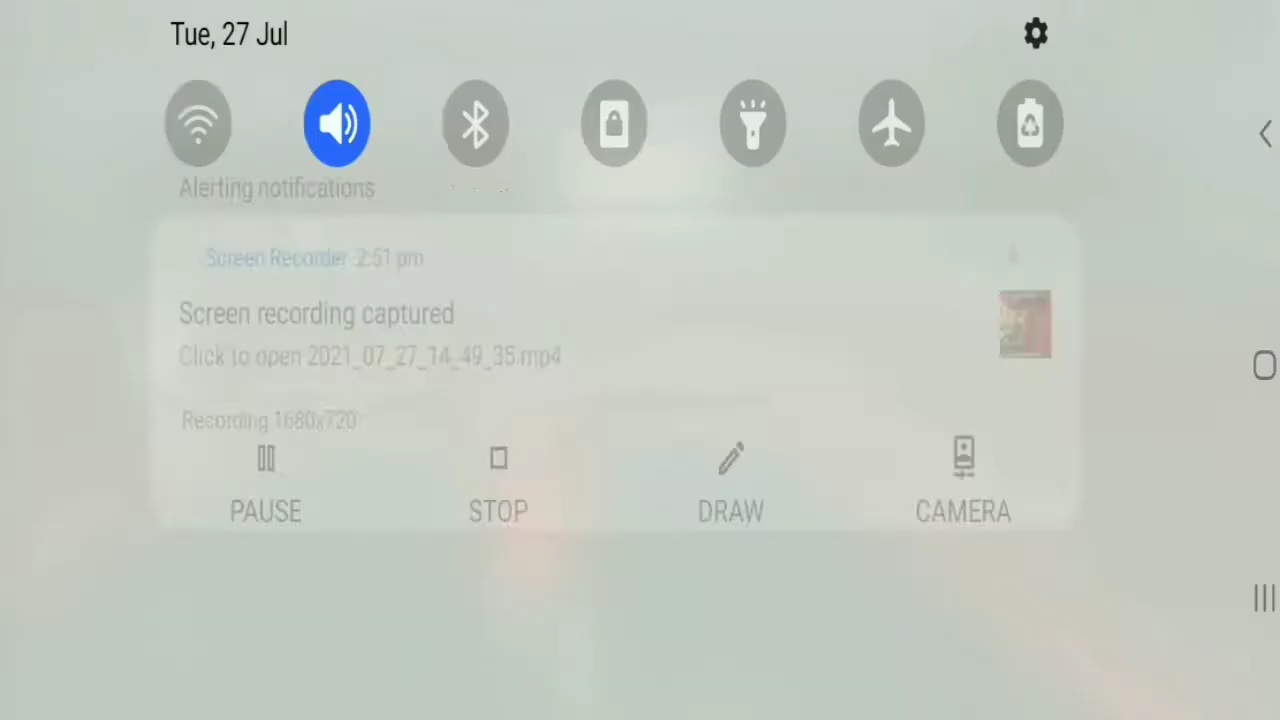 Tue, 27 Jul
Alerting notifications
Screen Recorder 2:51 pm
Screen recording captured
Click to open 2021_07_27_14_49_35.mp4
Recording 1680x720
PAUSE STOP DRAW CAMERA